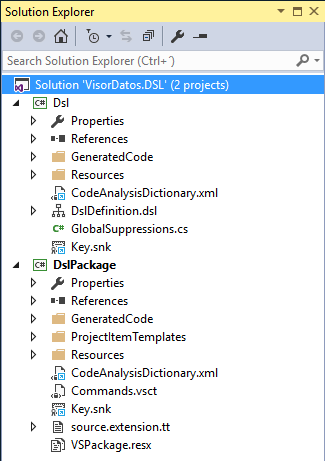 Solution Explorer
Search Solution Explorer (Ctrl+´)
Solution 'VisorDatos.DSL' (2 projects)
C# Dsl
Properties
References
GeneratedCode
Resources
CodeAnalysisDictionary.xml
DslDefinition.dsl
C# GlobalSuppressions.cs
Key.snk
C# DslPackage
Properties
References
GeneratedCode
ProjectItemTemplates
Resources
CodeAnalysisDictionary.xml
Commands.vsct
Key.snk
source.extension.tt
VSPackage.resx